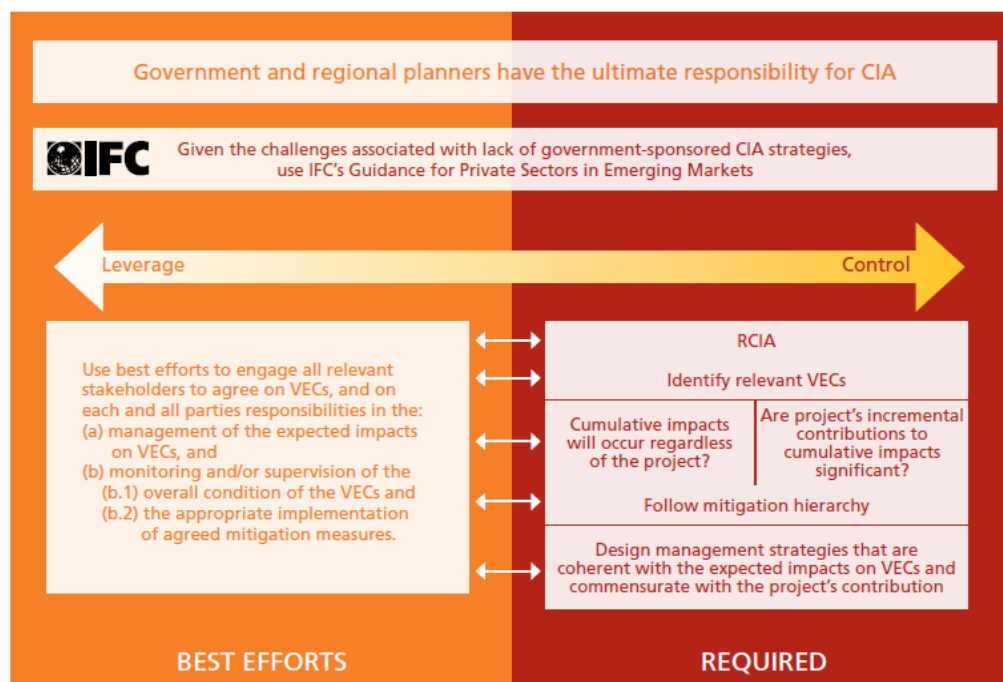 Government and regional planners have the ultimate responsibility for CIA
IFC
Given the challenges associated with lack of government-sponsored CIA strategies,
use IFC's Guidance for Private Sectors in Emerging Markets
Leverage
Control
Use best efforts to engage all relevant
stakeholders to agree on VECs, and on
each and all parties responsibilities in the:
(a) management of the expected impacts
on VECs, and
(b) monitoring and/or supervision of the
(b.1) overall condition of the VECs and
(b.2) the appropriate implementation
of agreed mitigation measures.
RCIA
Identify relevant VECs
Cumulative impacts
will occur regardless
of the project?
Are project's incremental
contributions to
cumulative impacts
significant?
Follow mitigation hierarchy
Design management strategies that are
coherent with the expected impacts on VECs and
commensurate with the project's contribution
BEST EFFORTS
REQUIRED